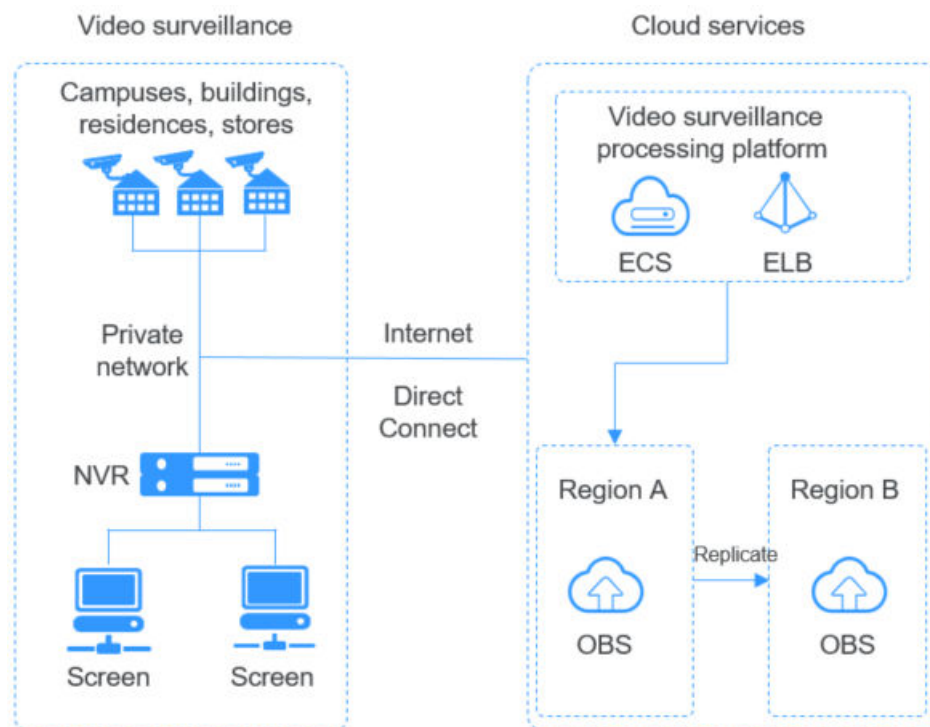 Video surveillance
Campuses, buildings,
residences, stores
Private
network
NVR
Screen
Screen
Internet
Direct
Connect
Cloud services
Video surveillance
processing platform
ECS
ELB
Region A
OBS
Replicate
Region B
OBS